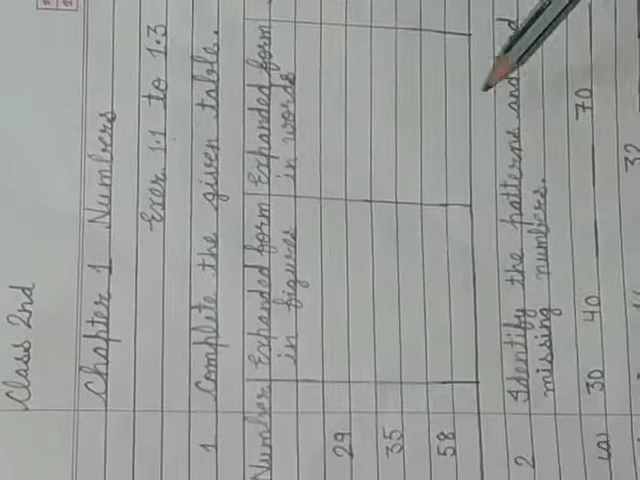 Class 2nd
Chapter 1 Numbers
Exer 1.1 to 1.3
1 Complete the given table.
Number Expanded form Expanded form
in figures in words
29
35
58
2 Identify the patterns and
missing numbers.
(a) 30 40 70
32